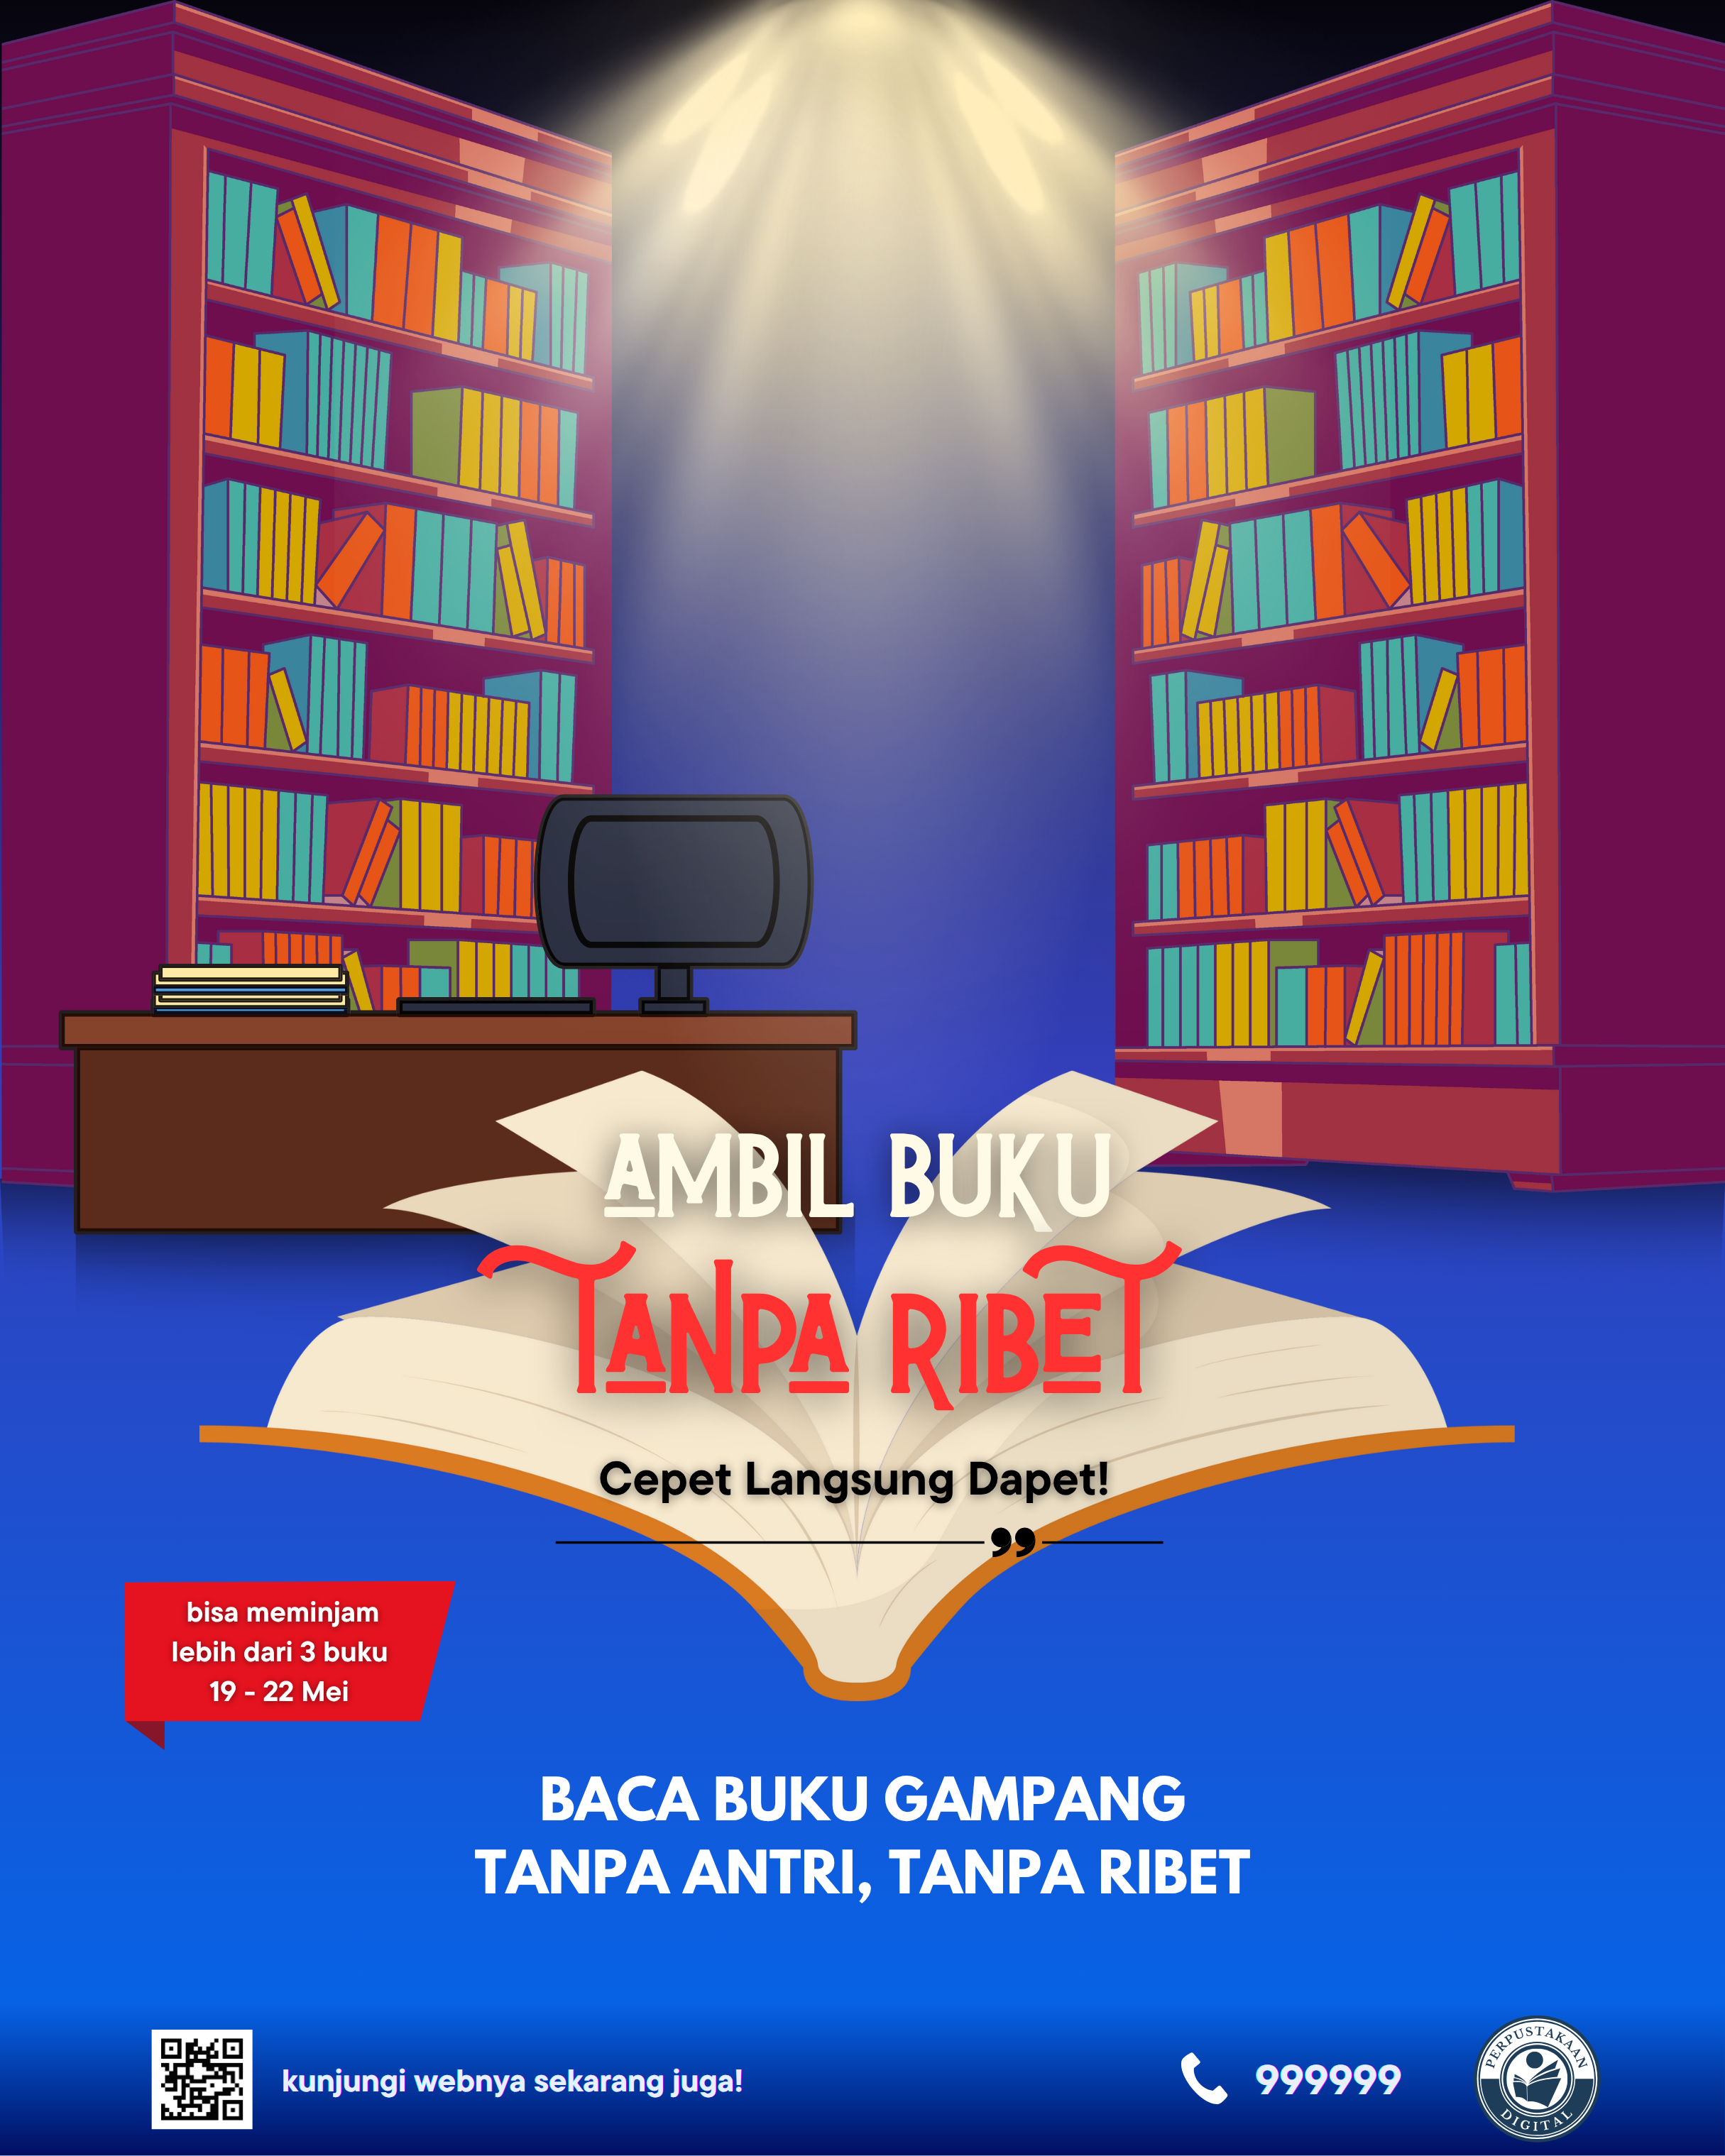 AMBIL BUKU
TANPA RIBET
Cepet Langsung Dapet!
”
bisa meminjam
lebih dari 3 buku
19 - 22 Mei
BACA BUKU GAMPANG
TANPA ANTRI, TANPA RIBET
kunjungi webnya sekarang juga!
999999
PERPUSTAKAAN
DIGITAL